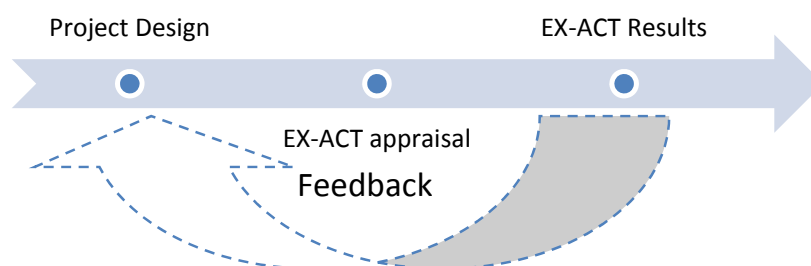 Project Design
EX-ACT Results
EX-ACT appraisal
Feedback